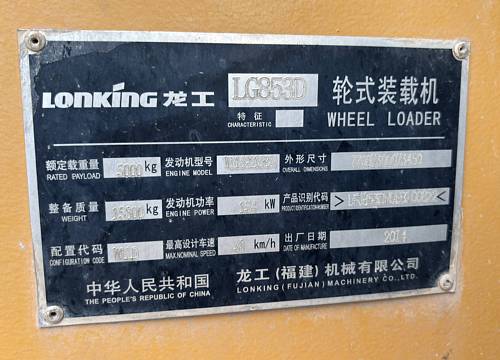 LONKING 龙工 LG853D 轮式装载机
特征
CHARACTERISTIC
WHEEL LOADER
额定载重量 5000 kg 发动机型号 外形尺寸
RATED PAYLOAD ENGINE MODEL OVERALL DIMENSIONS
整备质量 kg 发动机功率 kW 产品识别代码
WEIGHT ENGINE POWER PRODUCT IDENTIFICATION NUMBER
配置代码 最高设计车速 km/h 出厂日期 2014
CONFIGURATION CODE MAX.NOMINAL SPEED DATE OF MANUFACTURE
中华人民共和国 龙工(福建)机械有限公司
THE PEOPLE'S REPUBLIC OF CHINA LONKING(FUJIAN)MACHINERY CO.,LTD.